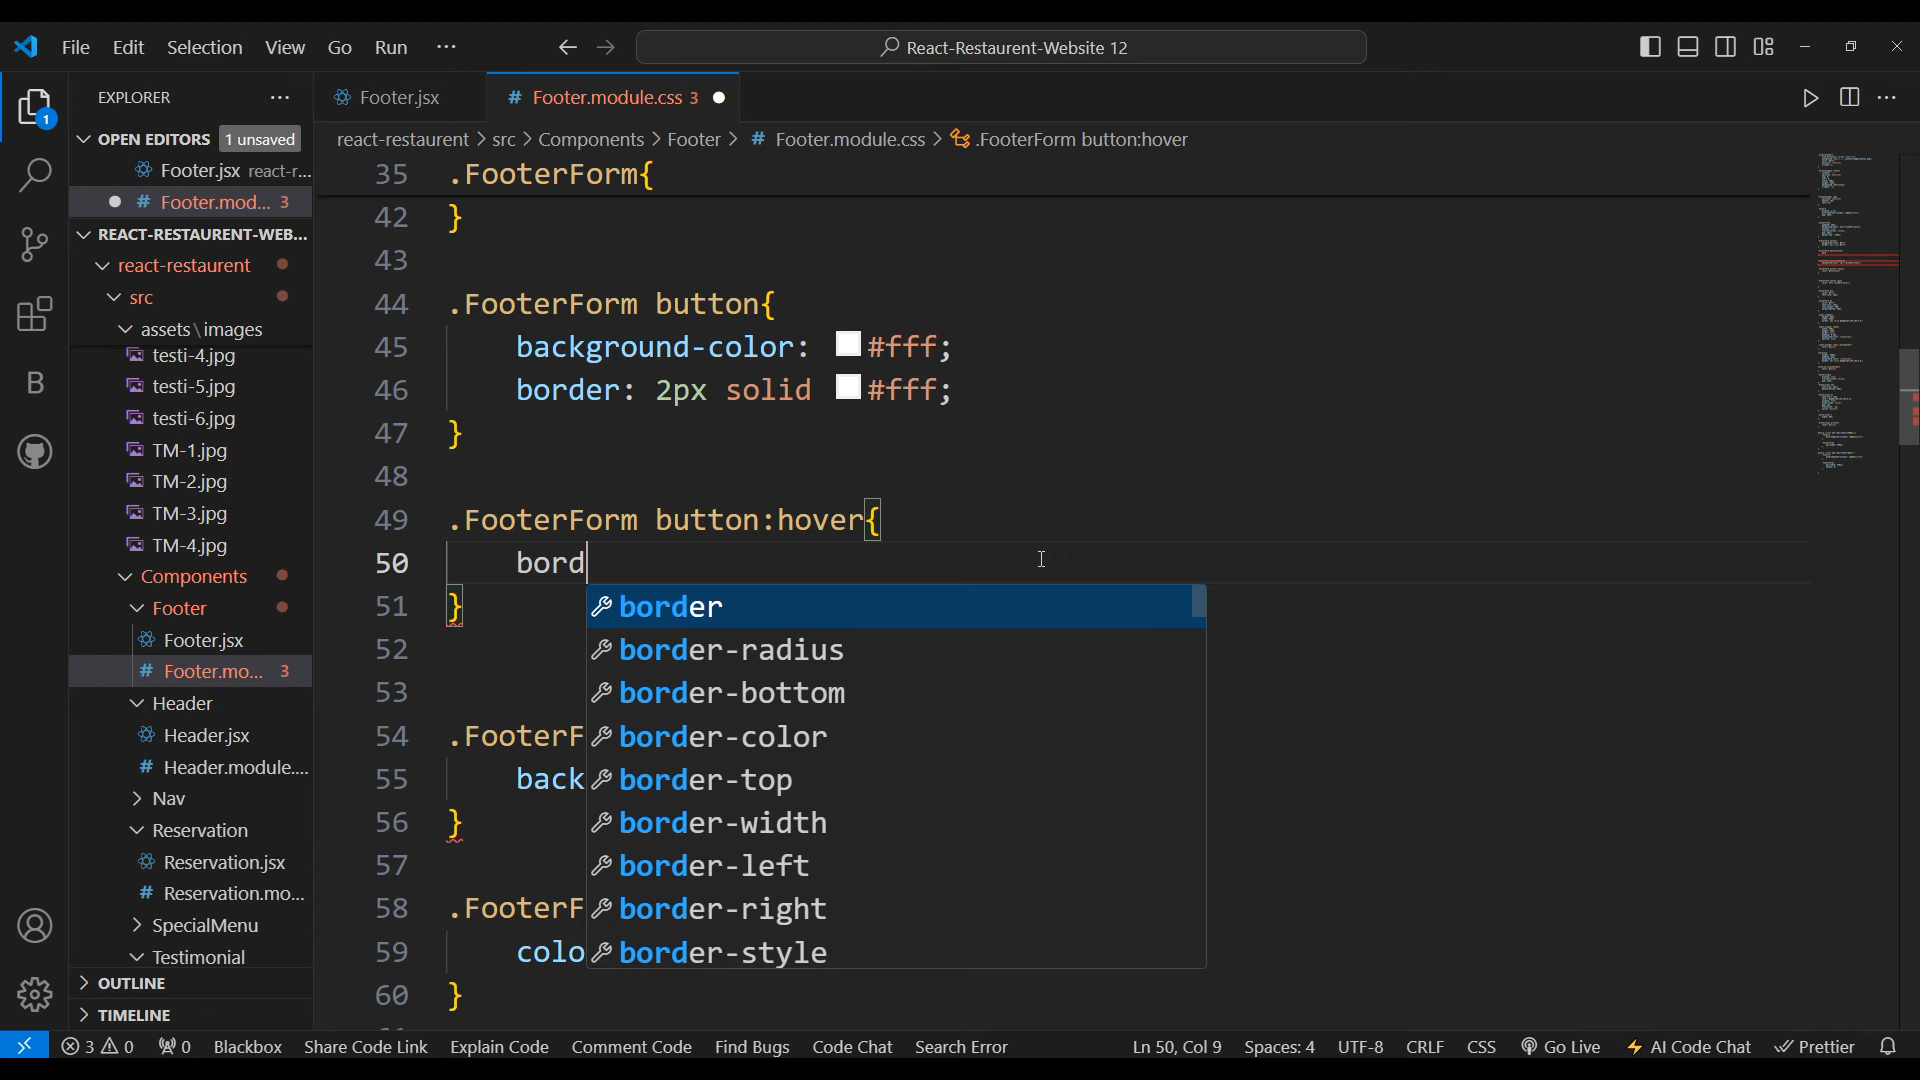 File Edit Selection View Go Run ··· React-Restaurent-Website 12
EXPLORER ···
OPEN EDITORS 1 unsaved
Footer.jsx react-r...
Footer.mod... 3
REACT-RESTAURENT-WEB...
react-restaurent
src
assets\images
testi-4.jpg
testi-5.jpg
testi-6.jpg
TM-1.jpg
TM-2.jpg
TM-3.jpg
TM-4.jpg
Components
Footer
Footer.jsx
Footer.mo... 3
Header
Header.jsx
Header.module....
Nav
Reservation
Reservation.jsx
Reservation.mo...
SpecialMenu
Testimonial
OUTLINE
TIMELINE
Footer.jsx # Footer.module.css 3
react-restaurent > src > Components > Footer > # Footer.module.css > .FooterForm button:hover
35 .FooterForm{
42 }
43
44 .FooterForm button{
45 background-color: #fff;
46 border: 2px solid #fff;
47 }
48
49 .FooterForm button:hover{
50 bord
51 }
52
53
54 .FooterF
55 back
56 }
57
58 .FooterF
59 colo
60 }
border
border-radius
border-bottom
border-color
border-top
border-width
border-left
border-right
border-style
3 0 0 Blackbox Share Code Link Explain Code Comment Code Find Bugs Code Chat Search Error Ln 50, Col 9 Spaces: 4 UTF-8 CRLF CSS Go Live AI Code Chat Prettier